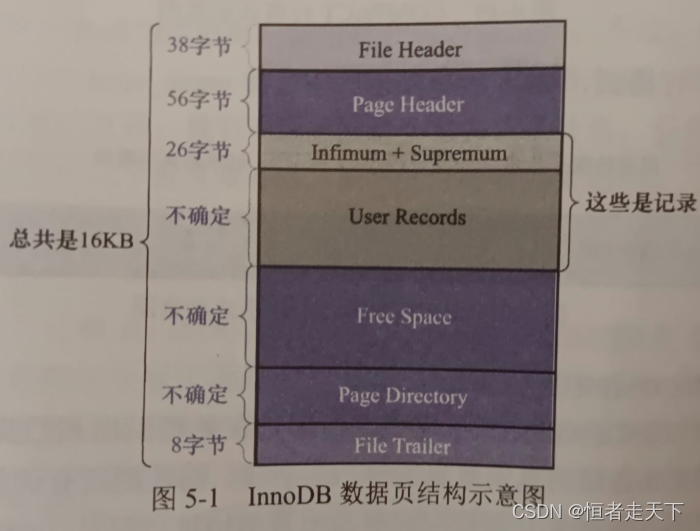 38字节 File Header
56字节 Page Header
26字节 Infimum + Supremum
不确定 User Records 这些是记录
总共是16KB
不确定 Free Space
不确定 Page Directory
8字节 File Trailer
图 5-1 InnoDB 数据页结构示意图
CSDN @恒者走天下